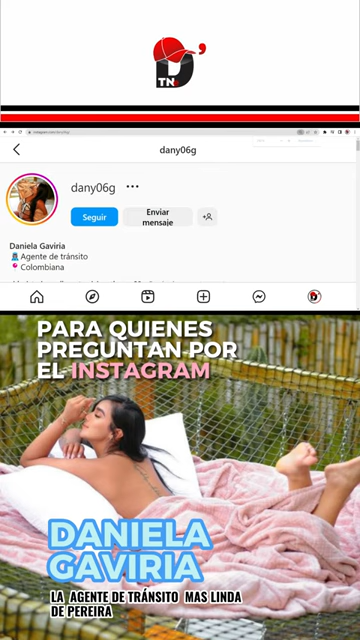 TN
dany06g
dany06g
Seguir
Enviar
mensaje
Daniela Gaviria
Agente de tránsito
Colombiana
PARA QUIENES
PREGUNTAN POR
EL INSTAGRAM
DANIELA
GAVIRIA
LA AGENTE DE TRÁNSITO MAS LINDA
DE PEREIRA